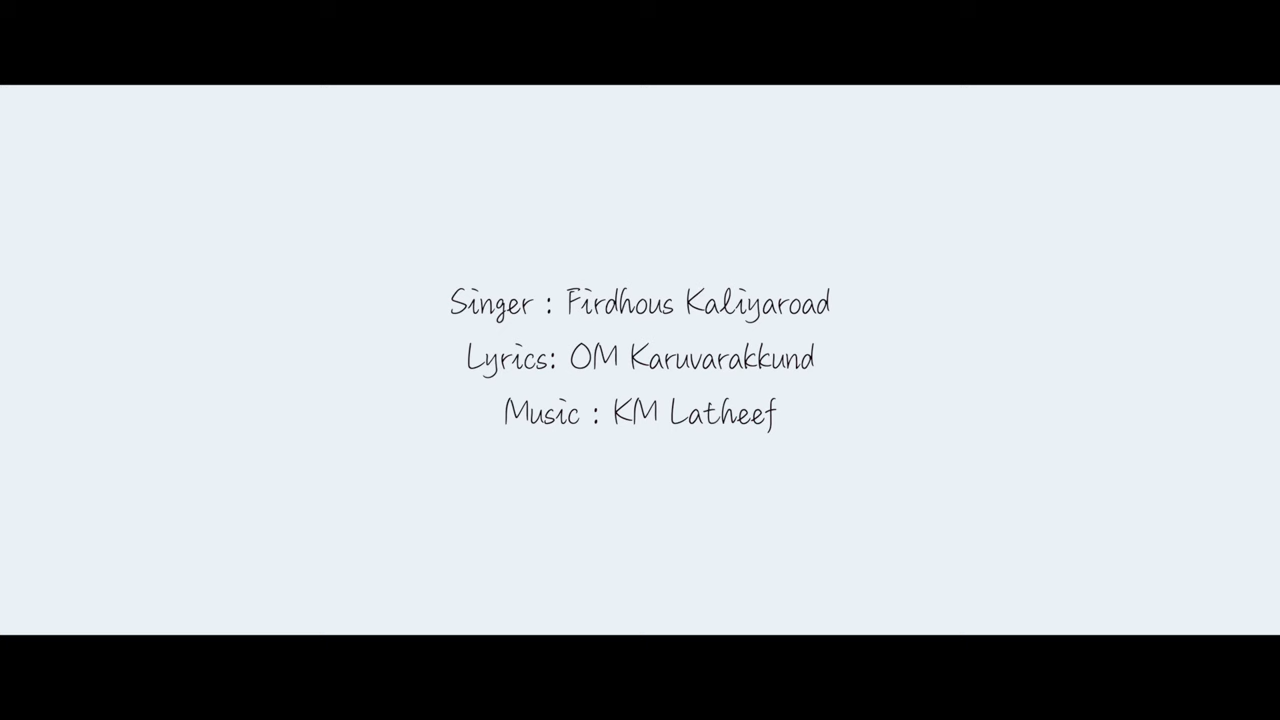 Singer : Firdhous Kaliyaroad
Lyrics: OM Karuvarakkund
Music : KM Latheef